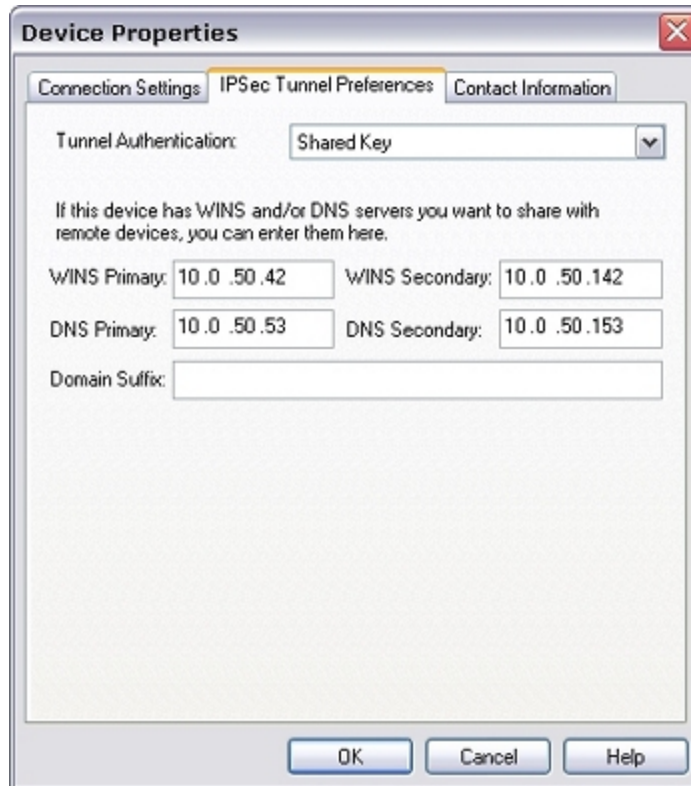 Device Properties
Connection Settings IPSec Tunnel Preferences Contact Information
Tunnel Authentication: Shared Key
If this device has WINS and/or DNS servers you want to share with
remote devices, you can enter them here.
WINS Primary: 10.0 .50.42 WINS Secondary: 10.0 .50.142
DNS Primary: 10.0 .50.53 DNS Secondary: 10.0 .50.153
Domain Suffix:
OK Cancel Help